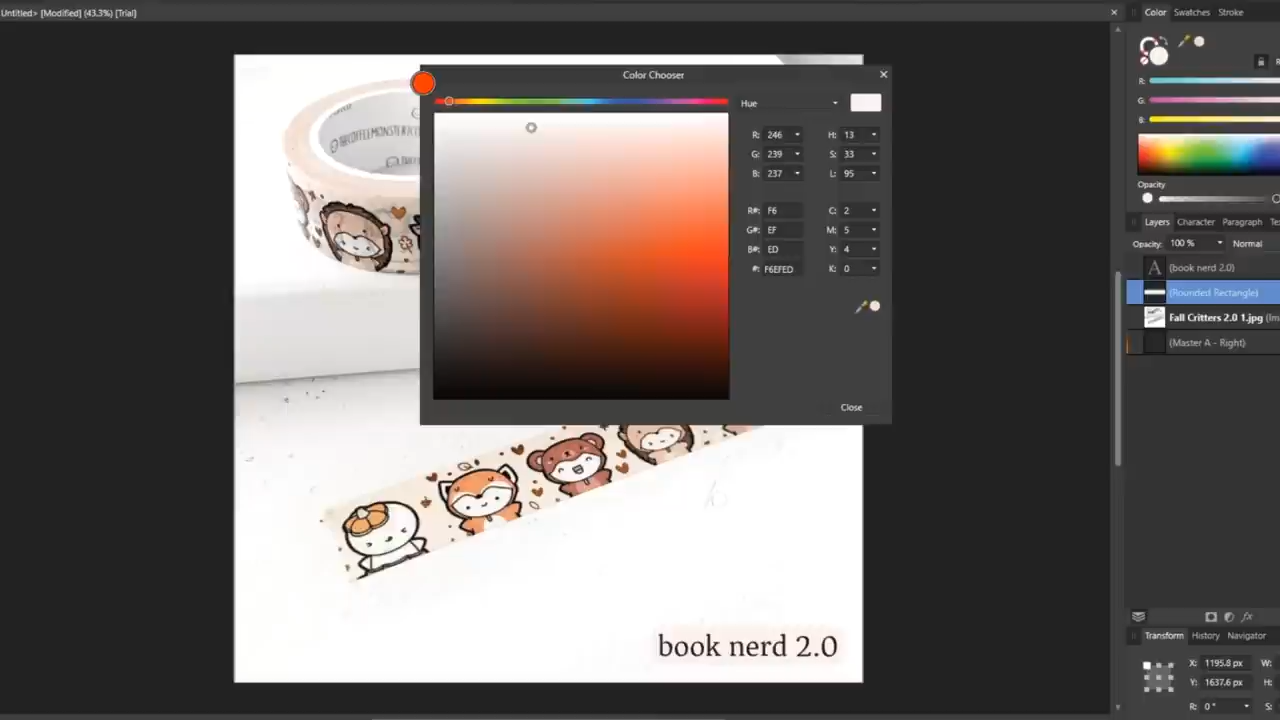 Untitled> [Modified] (43.3%) [Trial]
Color Swatches Stroke
Color Chooser
Hue
R: 246 H: 13
G: 239 S: 33
B: 237 L: 95
R#: F6 C: 2
G#: EF M: 5
B#: ED Y: 4
#: F6EFED K: 0
Close
R:
G:
B:
Opacity
Layers Character Paragraph
Opacity: 100 % Normal
(book nerd 2.0)
(Rounded Rectangle)
Fall Critters 2.0 1.jpg
(Master A - Right)
Transform History Navigator
X: 1195.8 px W:
Y: 1637.6 px H:
R: 0 ° S:
book nerd 2.0